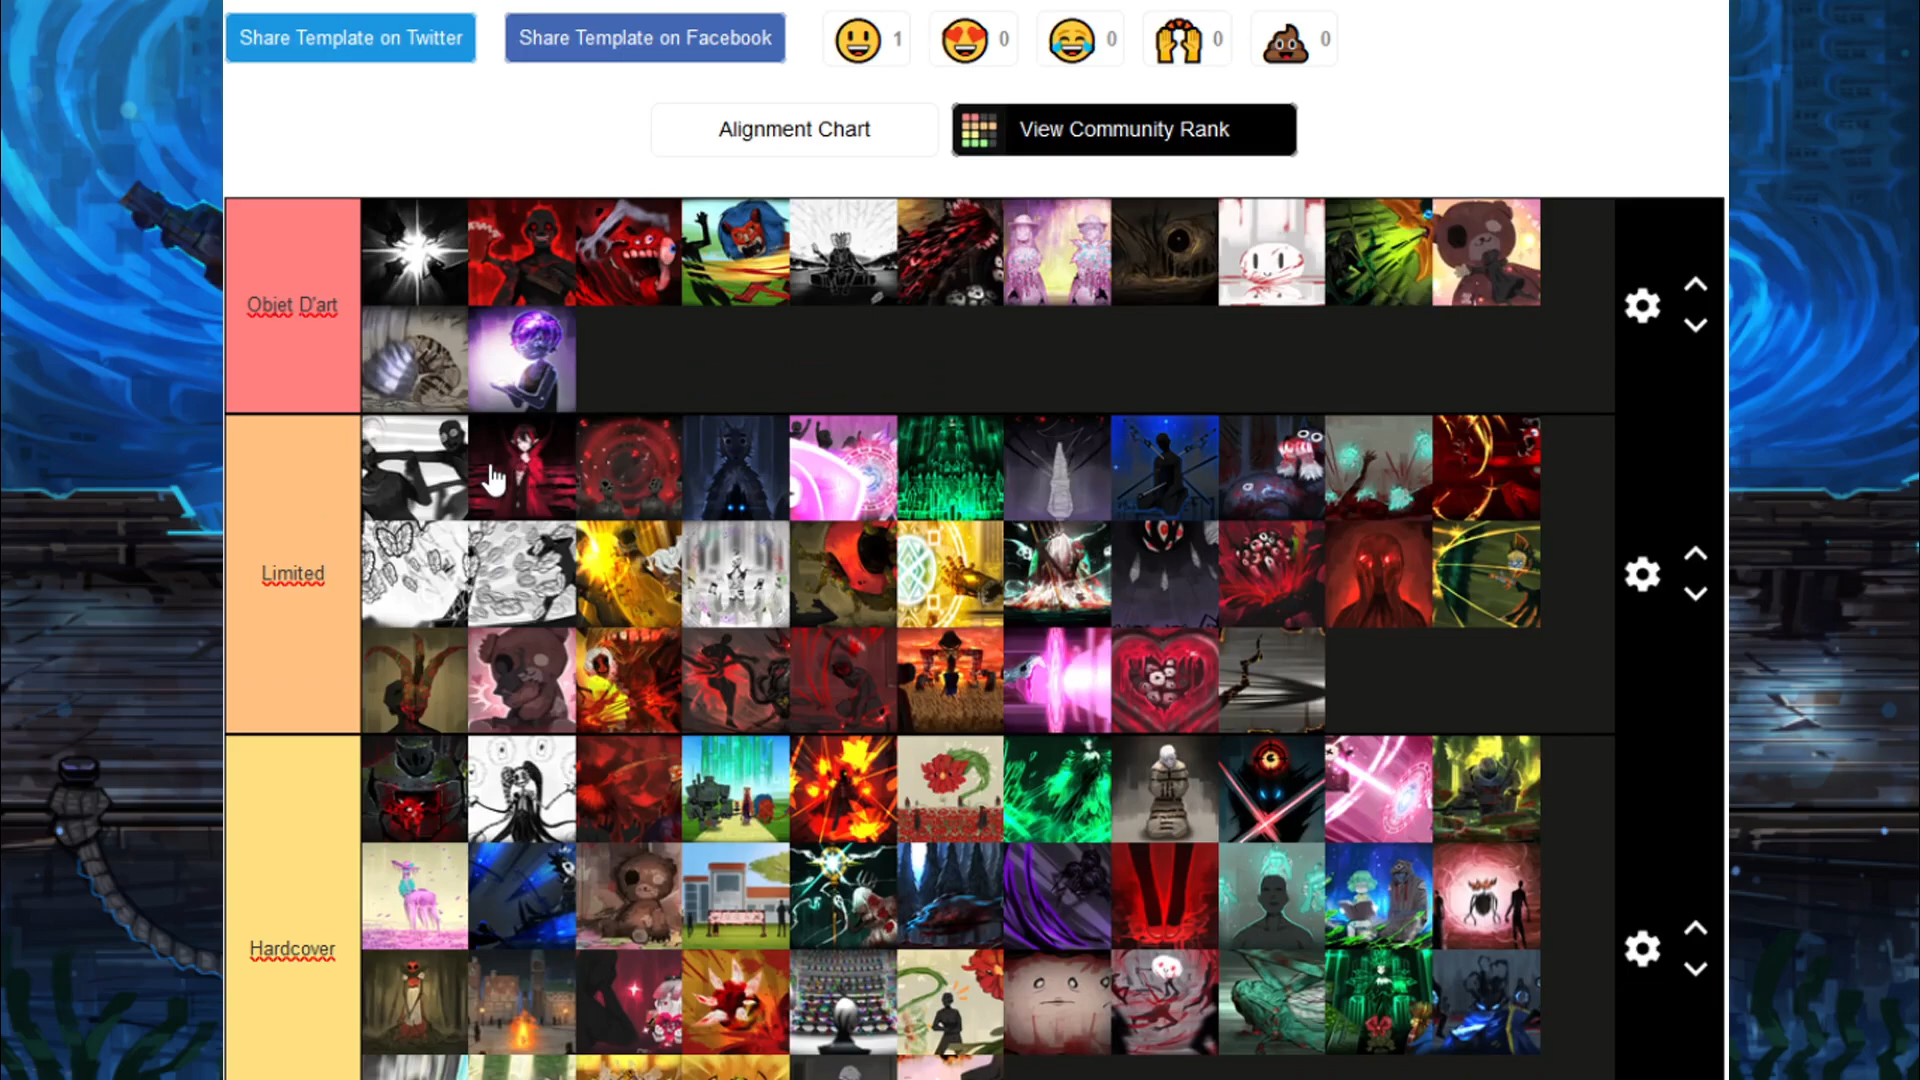 Share Template on Twitter
Share Template on Facebook
1
0
0
0
0
Alignment Chart
View Community Rank
Objet D'art
Limited
Hardcover